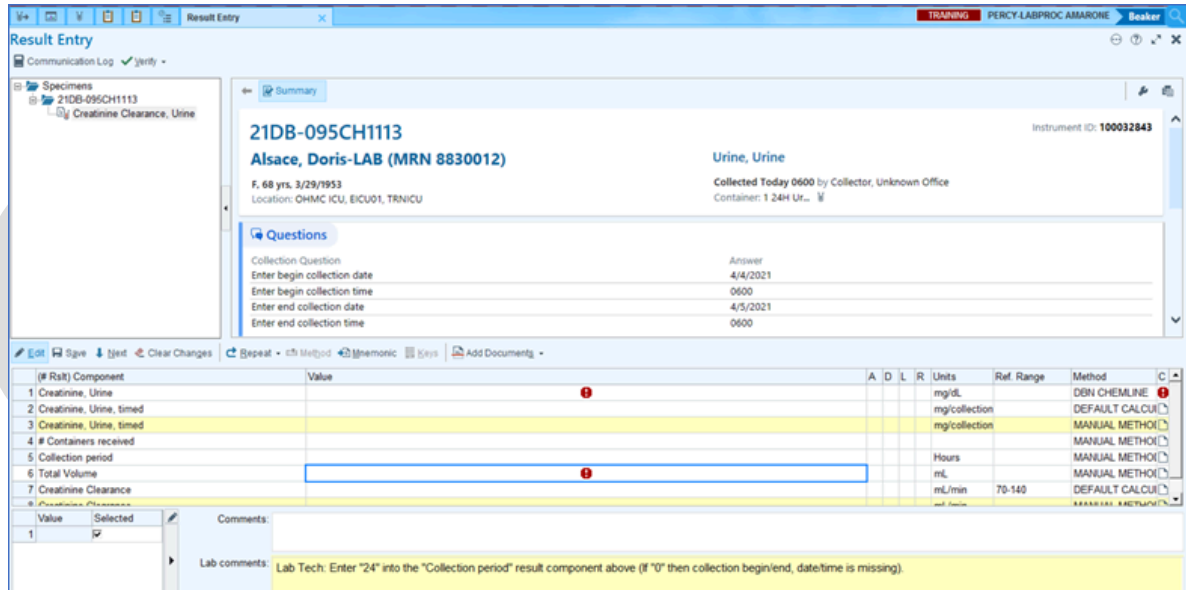 Result Entry TRAINING PERCY-LABPROC AMARONE Beaker
Result Entry
Communication Log Verify
Specimens
21DB-095CH1113
Creatinine Clearance, Urine
Summary
21DB-095CH1113 Instrument ID: 100032843
Alsace, Doris-LAB (MRN 8830012) Urine, Urine
F, 68 yrs, 3/29/1953 Collected Today 0600 by Collector, Unknown Office
Location: OHMC ICU, EICU01, TRNICU Container: 1 24H Ur...
Questions
Collection Question Answer
Enter begin collection date 4/4/2021
Enter begin collection time 0600
Enter end collection date 4/5/2021
Enter end collection time 0600
Edit Save Next Clear Changes Repeat Method Mnemonic Keys Add Documents
(# Rslt) Component Value A D L R Units Ref. Range Method C
1 Creatinine, Urine mg/dL DBN CHEMLINE
2 Creatinine, Urine, timed mg/collection DEFAULT CALCUI
3 Creatinine, Urine, timed mg/collection MANUAL METHOI
4 # Containers received MANUAL METHOI
5 Collection period Hours MANUAL METHOI
6 Total Volume mL MANUAL METHOI
7 Creatinine Clearance mL/min 70-140 DEFAULT CALCUI
Value Selected Comments:
1
Lab comments: Lab Tech: Enter "24" into the "Collection period" result component above (If "0" then collection begin/end, date/time is missing).